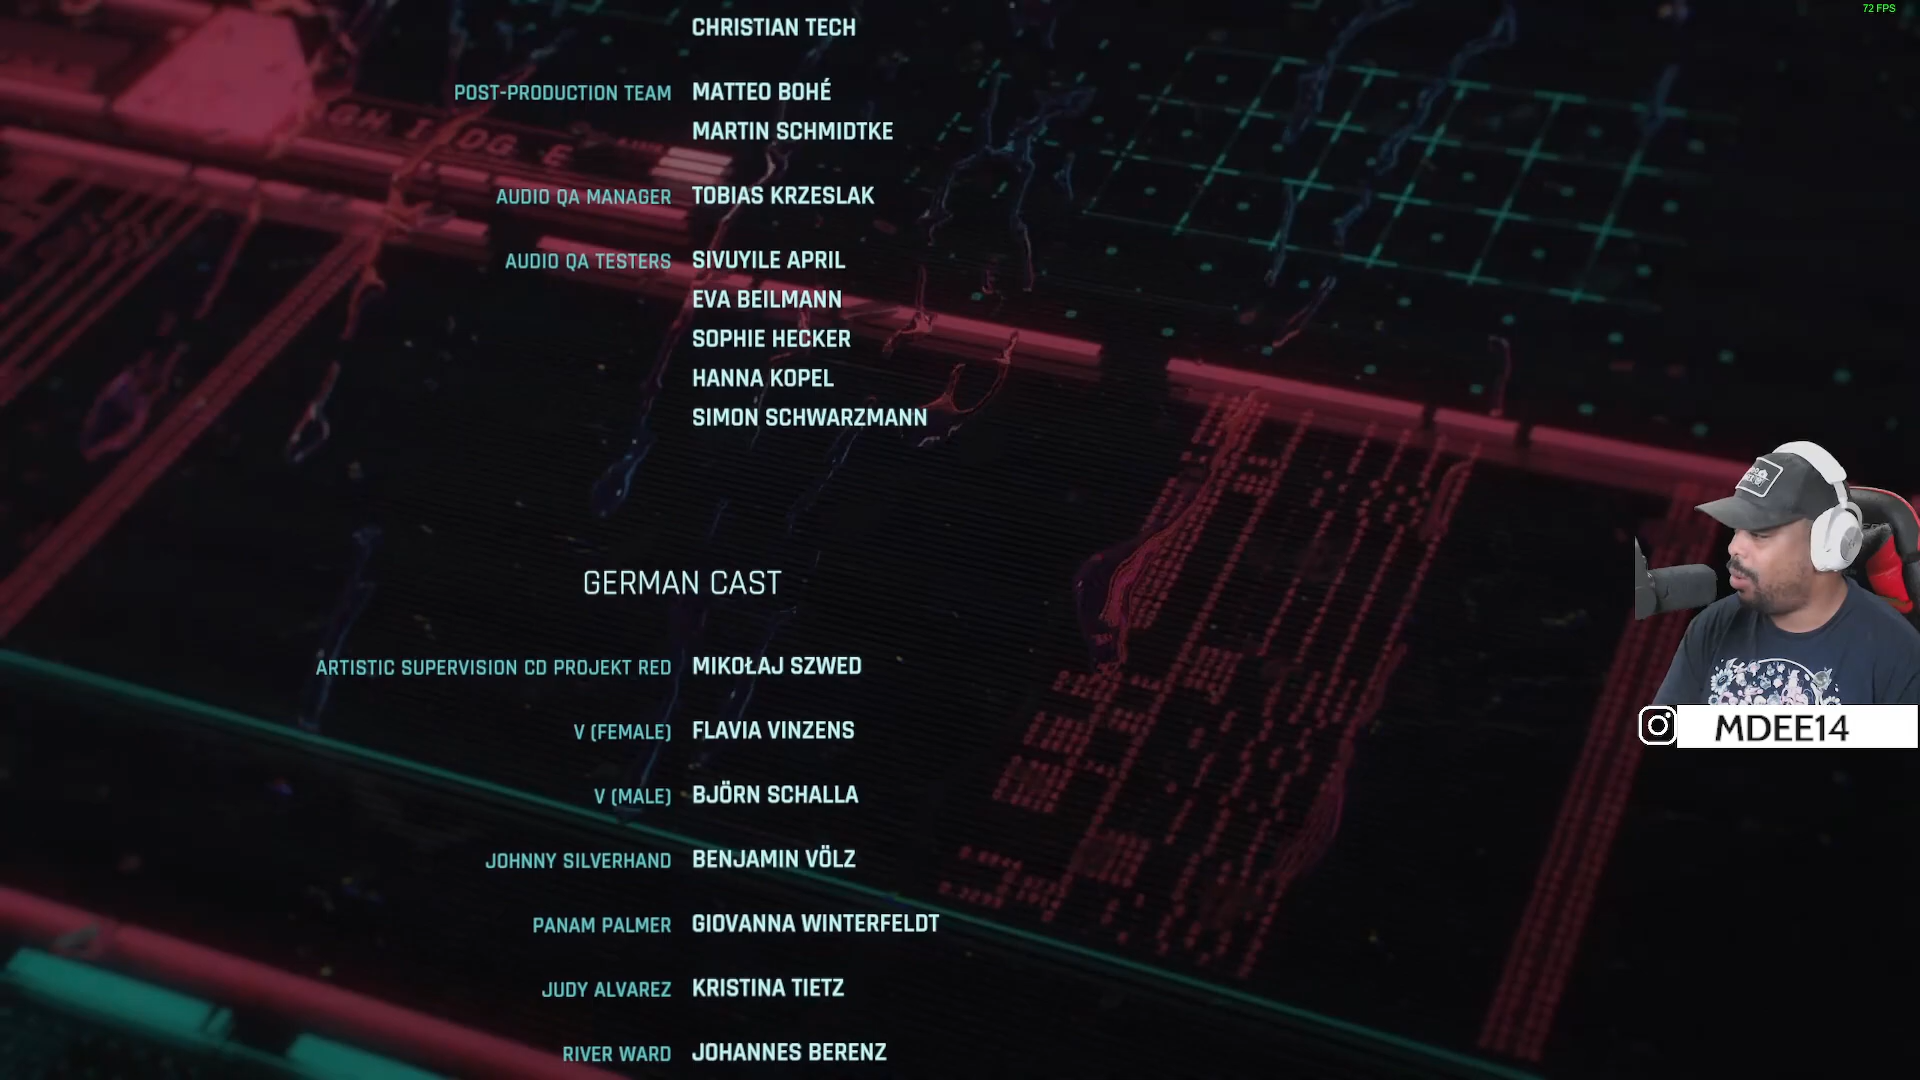 72 FPS
CHRISTIAN TECH
POST-PRODUCTION TEAM MATTEO BOHÉ
MARTIN SCHMIDTKE
AUDIO QA MANAGER TOBIAS KRZESLAK
AUDIO QA TESTERS SIVUYILE APRIL
EVA BEILMANN
SOPHIE HECKER
HANNA KOPEL
SIMON SCHWARZMANN
GERMAN CAST
ARTISTIC SUPERVISION CD PROJEKT RED MIKOŁAJ SZWED
V (FEMALE) FLAVIA VINZENS
V (MALE) BJÖRN SCHALLA
JOHNNY SILVERHAND BENJAMIN VÖLZ
PANAM PALMER GIOVANNA WINTERFELDT
JUDY ALVAREZ KRISTINA TIETZ
RIVER WARD JOHANNES BERENZ
MDEE14